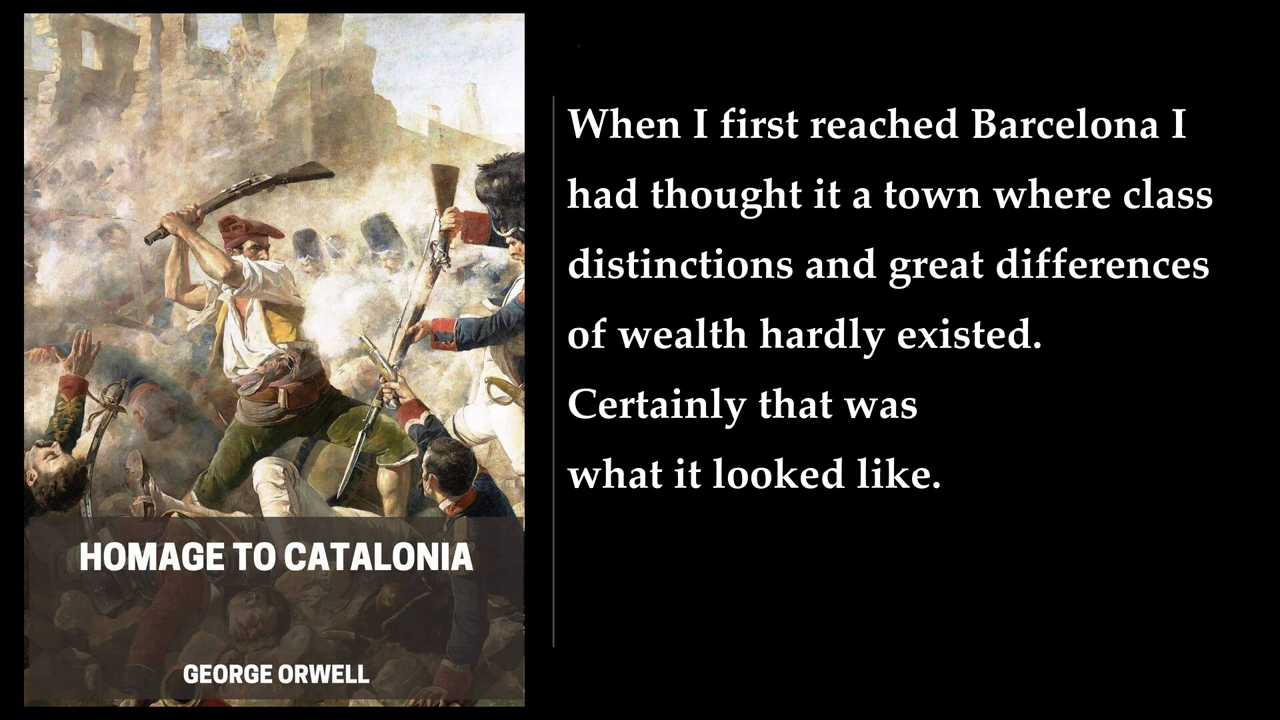 HOMAGE TO CATALONIA
GEORGE ORWELL
When I first reached Barcelona I
had thought it a town where class
distinctions and great differences
of wealth hardly existed.
Certainly that was
what it looked like.